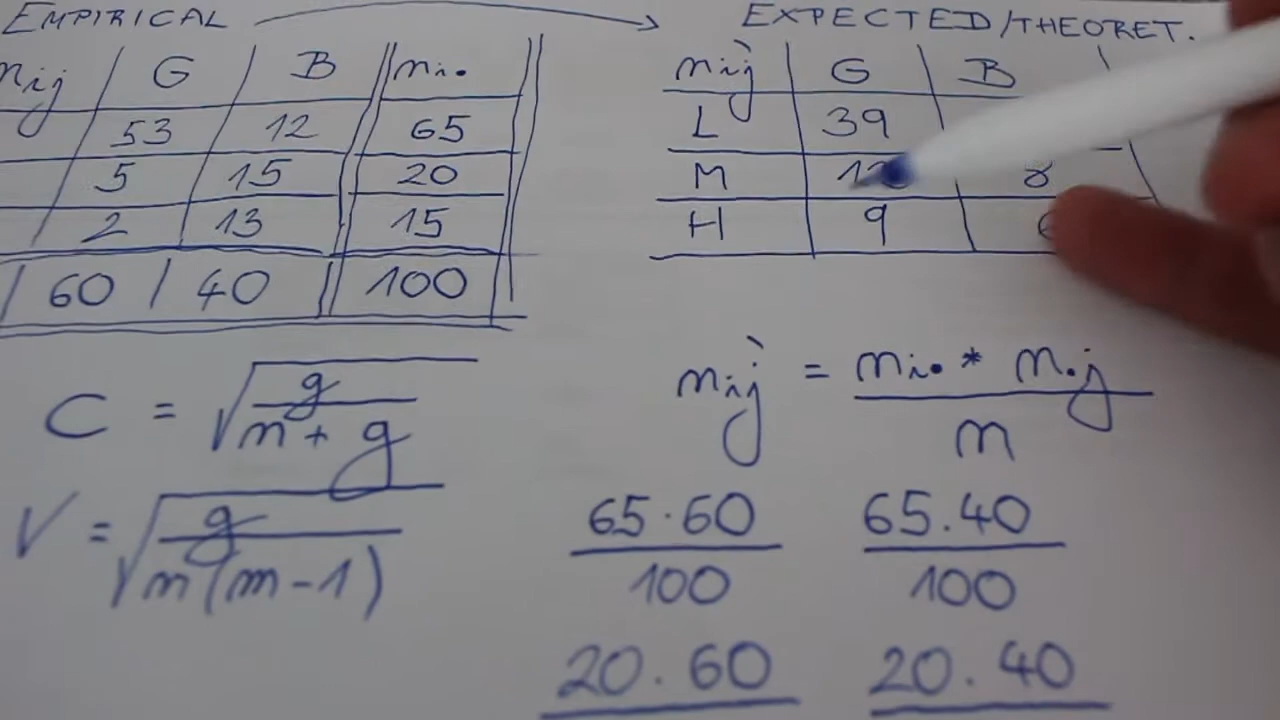 EMPIRICAL
nij G B ni•
53 12 65
5 15 20
2 13 15
60 40 100
EXPECTED/THEORET.
nij G B
L 39
M 8
H 9
C = √ g / n + g
V = √ g / n(m-1)
nij = ni• * n•j / n
65·60 / 100
65.40 / 100
20.60
20.40